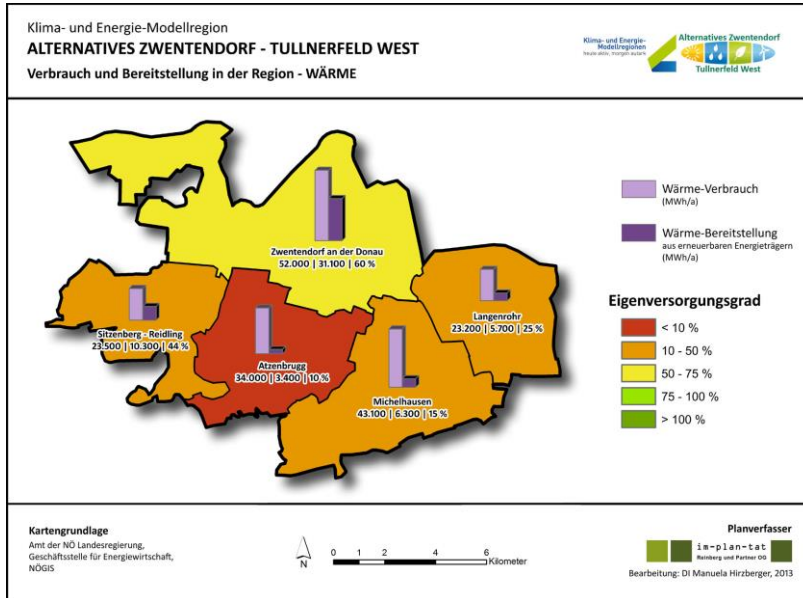 Klima- und Energie-Modellregion
ALTERNATIVES ZWENTENDORF - TULLNERFELD WEST
Verbrauch und Bereitstellung in der Region - WÄRME
Klima- und Energie-
Modellregionen
heute aktiv, morgen autark
Alternatives Zwentendorf
Tullnerfeld West
Zwentendorf an der Donau
52.000 | 31.100 | 60 %
Sitzenberg - Reidling
23.500 | 10.300 | 44 %
Atzenbrugg
34.000 | 3.400 | 10 %
Langenrohr
23.200 | 5.700 | 25 %
Michelhausen
43.100 | 6.300 | 15 %
Wärme-Verbrauch
(MWh/a)
Wärme-Bereitstellung
aus erneuerbaren Energieträgern
(MWh/a)
Eigenversorgungsgrad
< 10 %
10 - 50 %
50 - 75 %
75 - 100 %
> 100 %
Kartengrundlage
Amt der NÖ Landesregierung,
Geschäftsstelle für Energiewirtschaft,
NÖGIS
N
0 1 2 4 6
Kilometer
Planverfasser
im-plan-tat
Reinberg und Partner OG
Bearbeitung: DI Manuela Hirzberger, 2013